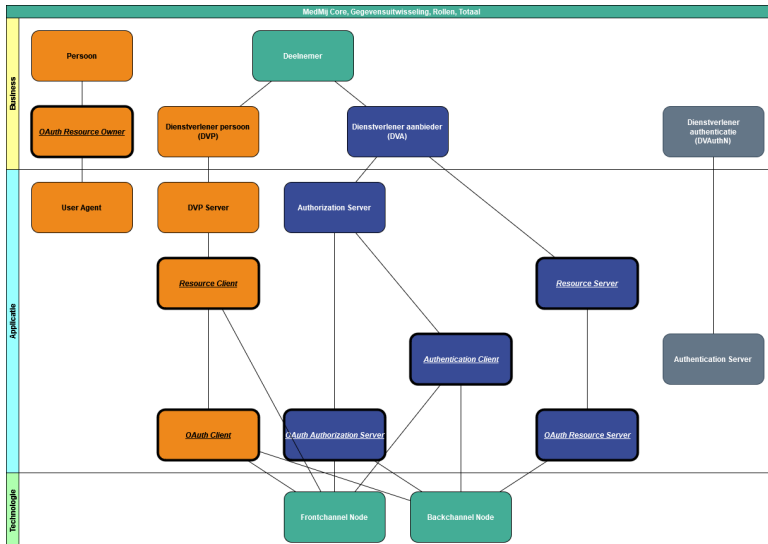 MedMij Core, Gegevensuitwisseling, Rollen, Totaal
Business
Persoon
Deelnemer
OAuth Resource Owner
Dienstverlener persoon
(DVP)
Dienstverlener aanbieder
(DVA)
Dienstverlener
authenticatie
(DVAuthN)
Applicatie
User Agent
DVP Server
Authorization Server
Resource Client
Resource Server
Authentication Client
Authentication Server
OAuth Client
OAuth Authorization Server
OAuth Resource Server
Technologie
Frontchannel Node
Backchannel Node